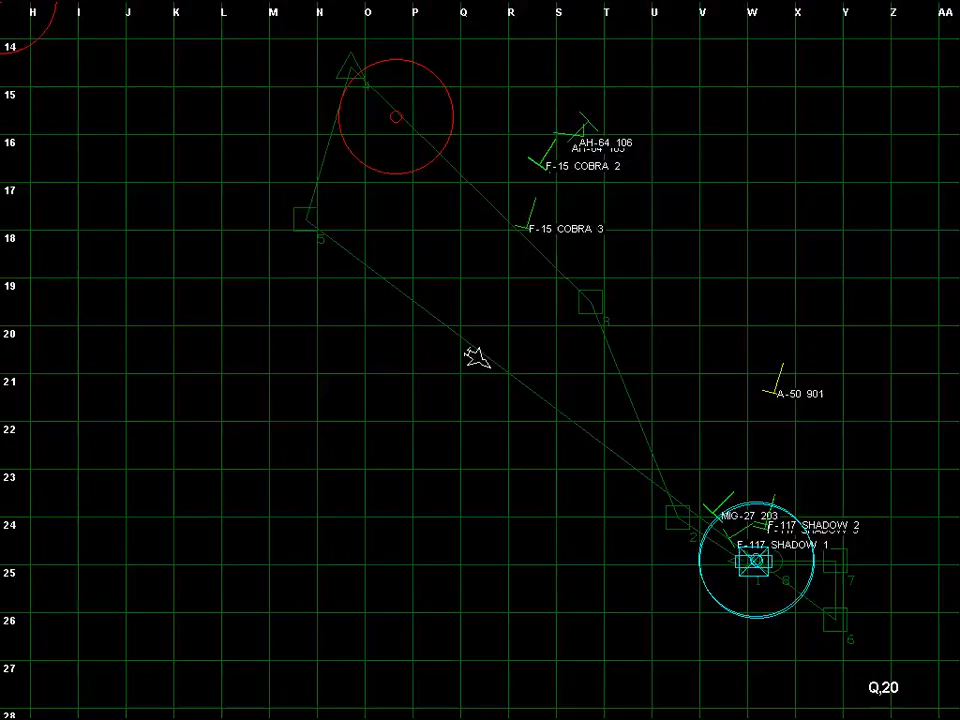 H I J K L M N O P Q R S T U V W X Y Z AA
14
15
16
AH-64 106
F-15 COBRA 2
17
18
F-15 COBRA 3
5
19
3
20
21
A-50 901
22
23
24
MIG-27 203
F-117 SHADOW 2
2
F-117 SHADOW 1
25
1 8 7
26
6
27
Q,20
28